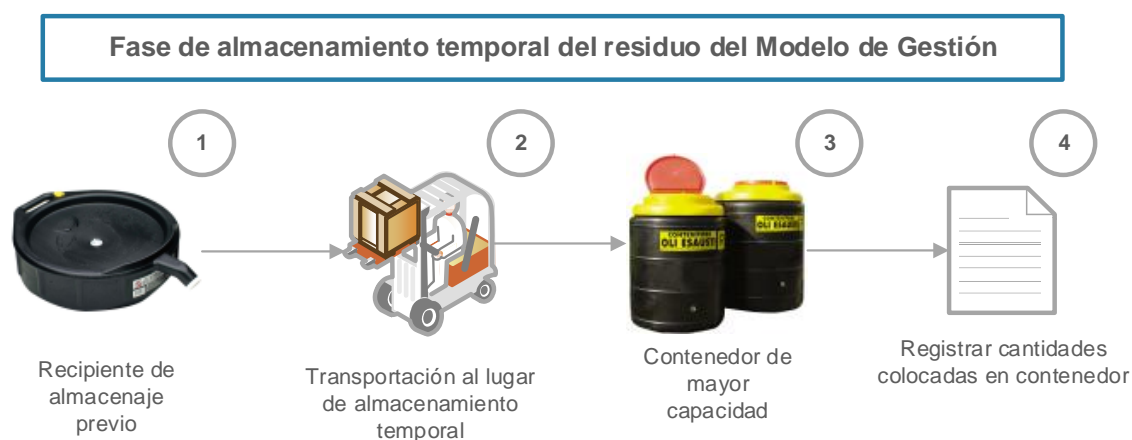 Fase de almacenamiento temporal del residuo del Modelo de Gestión
1
2
3
4
CONTENITORE
OLI ESAUSTI
OLI ESAUSTI
Recipiente de
almacenaje
previo
Transportación al lugar
de almacenamiento
temporal
Contenedor de
mayor
capacidad
Registrar cantidades
colocadas en contenedor